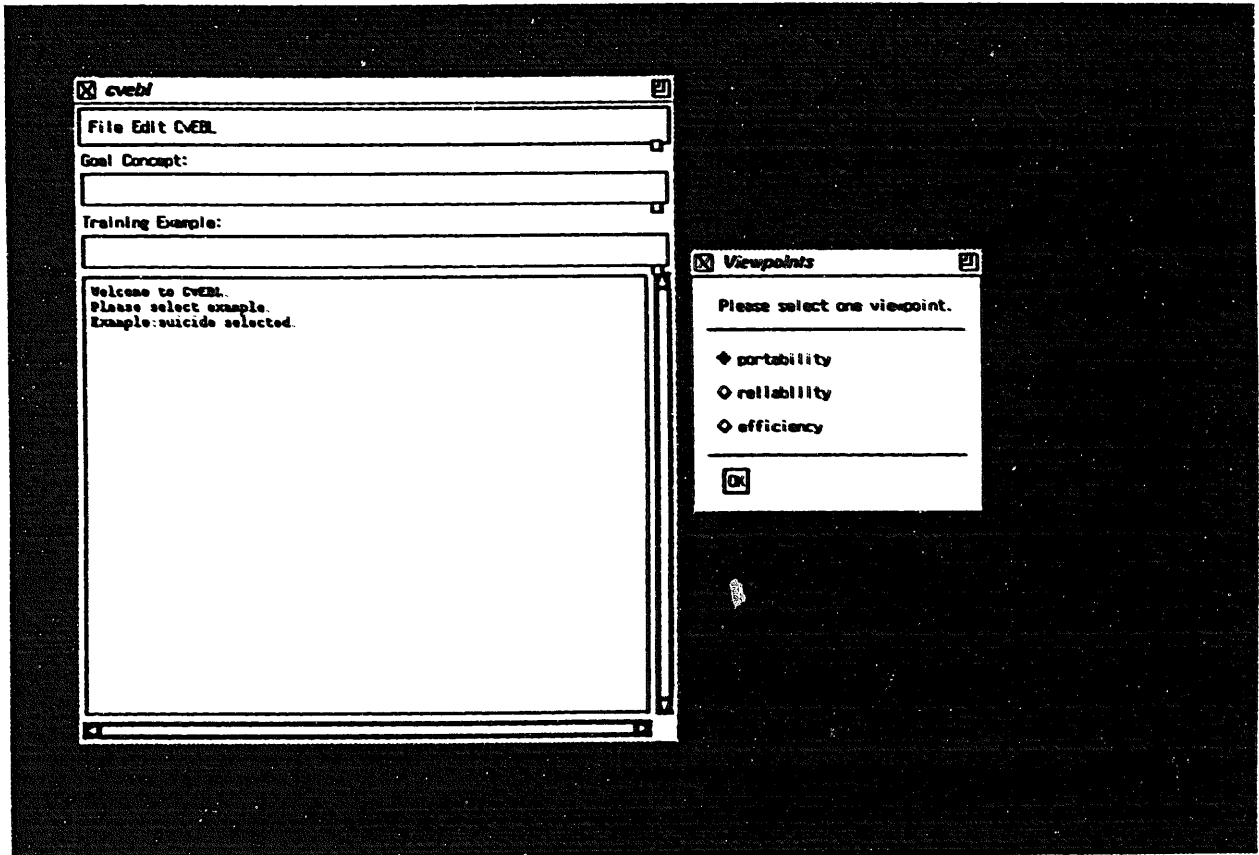 cvebl
File Edit CvEBL
Goal Concept:
Training Example:
Welcome to CvEBL.
Please select example.
Example:suicide selected.
Viewpoints
Please select one viewpoint.
portability
reliability
efficiency
OK